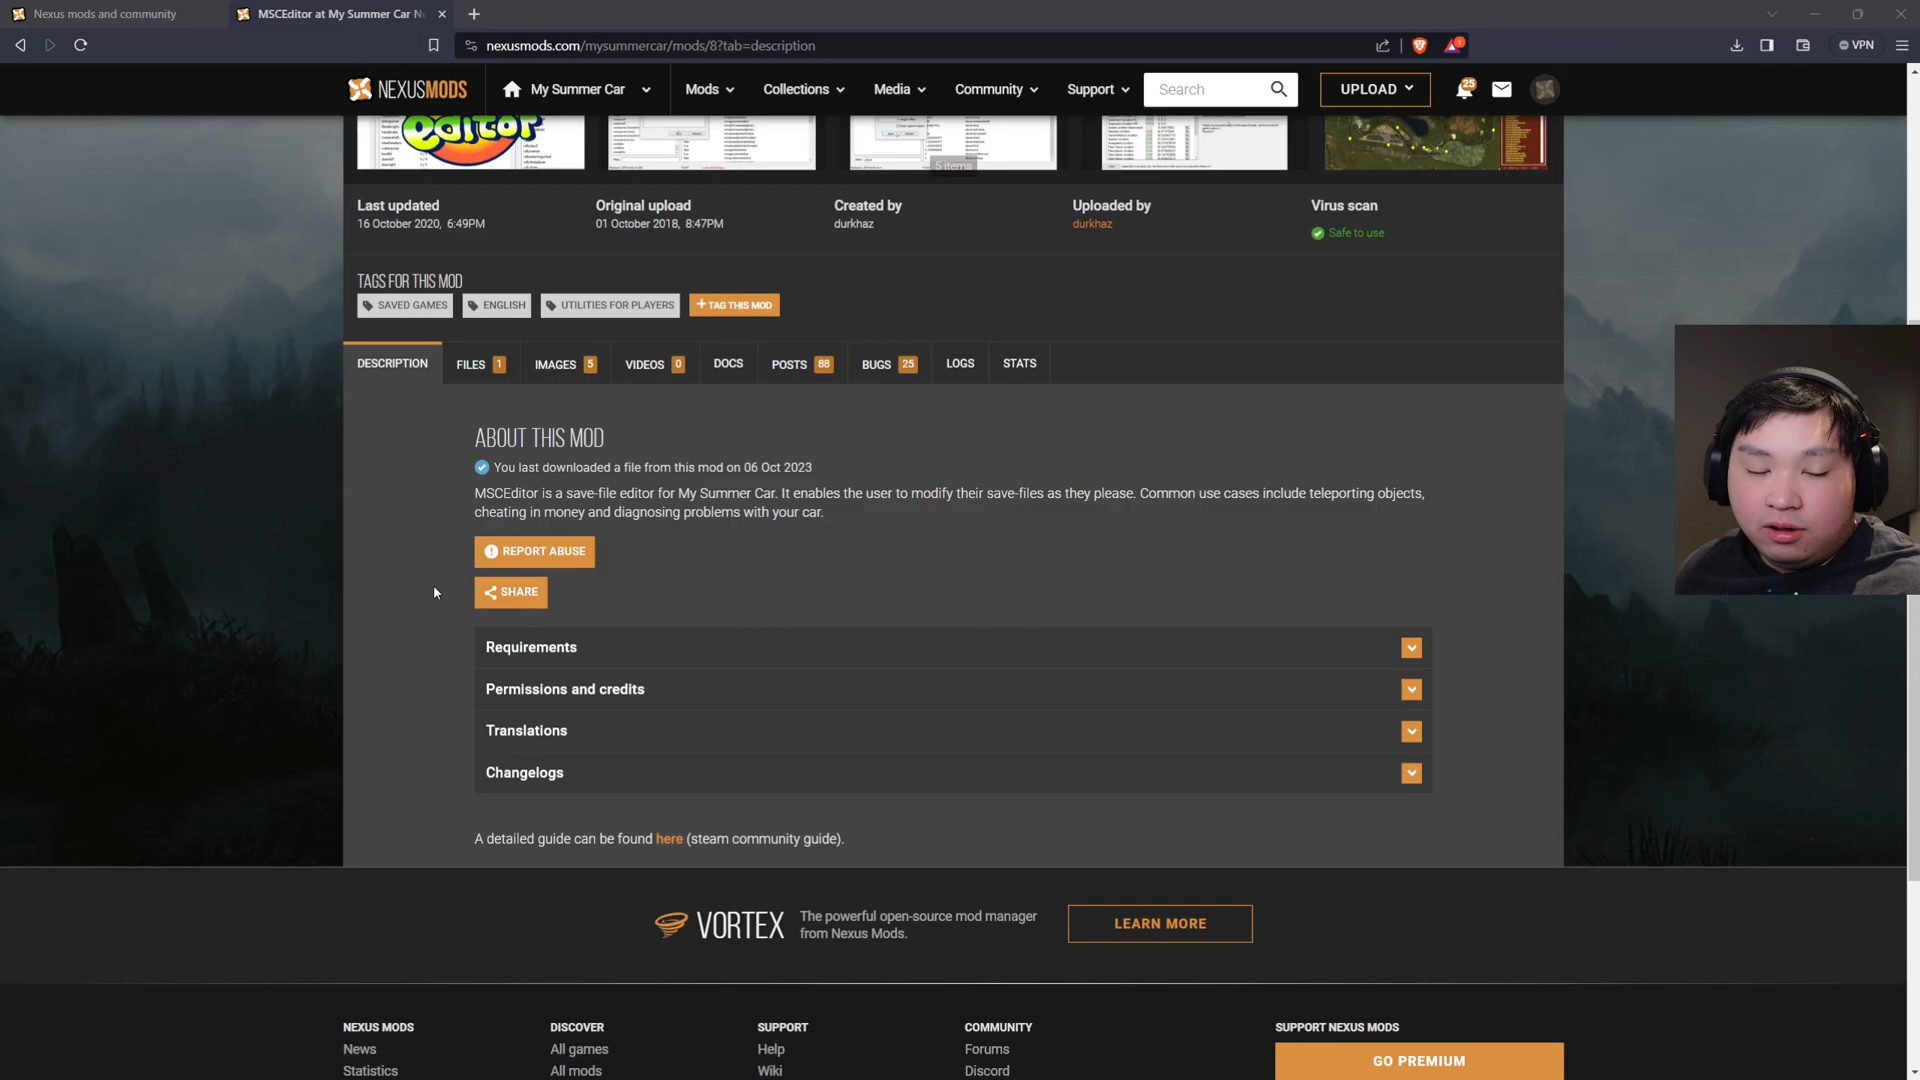 Nexus mods and community
MSCEditor at My Summer Car N
nexusmods.com/mysummercar/mods/8?tab=description
1
VPN
NEXUSMODS
My Summer Car
Mods
Collections
Media
Community
Support
Search
UPLOAD
25
editor
5 items
Last updated
16 October 2020, 6:49PM
Original upload
01 October 2018, 8:47PM
Created by
durkhaz
Uploaded by
durkhaz
Virus scan
Safe to use
TAGS FOR THIS MOD
SAVED GAMES
ENGLISH
UTILITIES FOR PLAYERS
+ TAG THIS MOD
DESCRIPTION
FILES 1
IMAGES 5
VIDEOS 0
DOCS
POSTS 88
BUGS 25
LOGS
STATS
ABOUT THIS MOD
You last downloaded a file from this mod on 06 Oct 2023
MSCEditor is a save-file editor for My Summer Car. It enables the user to modify their save-files as they please. Common use cases include teleporting objects,
cheating in money and diagnosing problems with your car.
REPORT ABUSE
SHARE
Requirements
Permissions and credits
Translations
Changelogs
A detailed guide can be found here (steam community guide).
VORTEX
The powerful open-source mod manager
from Nexus Mods.
LEARN MORE
NEXUS MODS
News
Statistics
DISCOVER
All games
All mods
SUPPORT
Help
Wiki
COMMUNITY
Forums
Discord
SUPPORT NEXUS MODS
GO PREMIUM